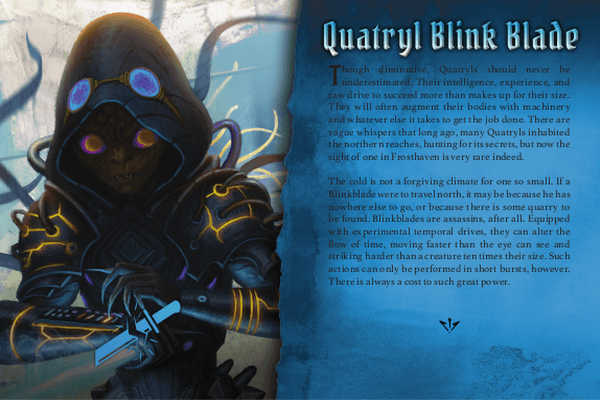 Quatryl Blink Blade
Though diminutive, Quatryls should never be
underestimated. Their intelligence, experience, and
raw drive to succeed more than makes up for their size.
They will often augment their bodies with machinery
and whatever else it takes to get the job done. There are
vague whispers that long ago, many Quatryls inhabited
the northern reaches, hunting for its secrets, but now the
sight of one in Frosthaven is very rare indeed.
The cold is not a forgiving climate for one so small. If a
Blinkblade were to travel north, it may be because he has
nowhere else to go, or because there is some quarry to
be found. Blinkblades are assassins, after all. Equipped
with experimental temporal drives, they can alter the
flow of time, moving faster than the eye can see and
striking harder than a creature ten times their size. Such
actions can only be performed in short bursts, however.
There is always a cost to such great power.